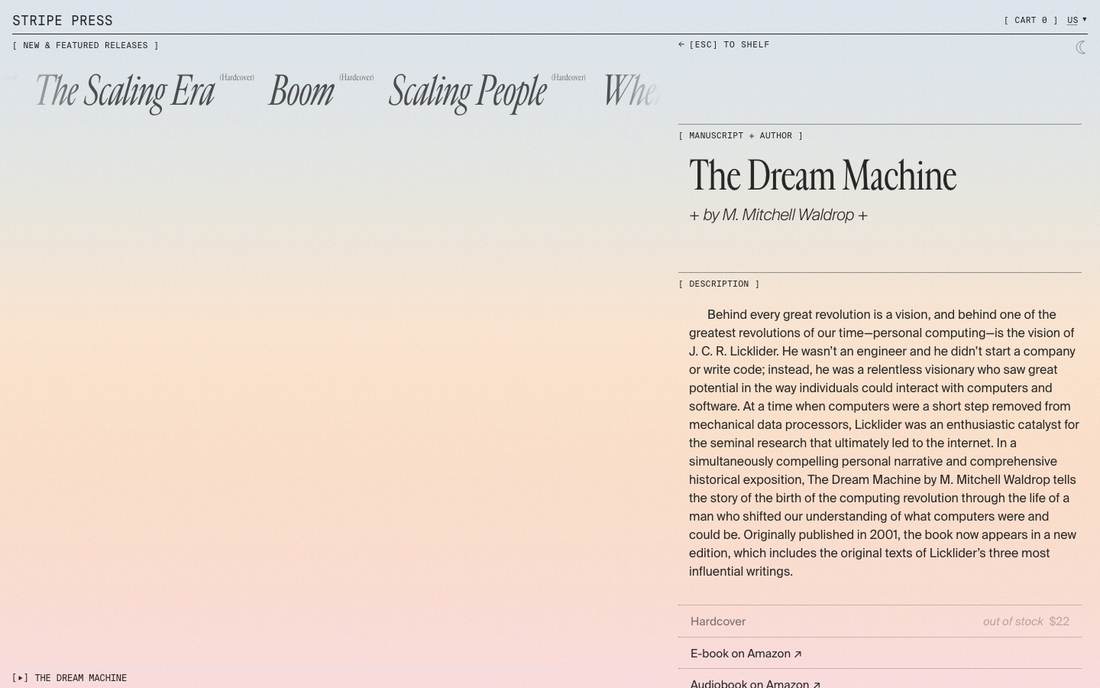 STRIPE PRESS
[ CART 0 ] US ▼
[ NEW & FEATURED RELEASES ]
← [ESC] TO SHELF
The Scaling Era (Hardcover) Boom (Hardcover) Scaling People (Hardcover)
[ MANUSCRIPT + AUTHOR ]
The Dream Machine
+ by M. Mitchell Waldrop +
[ DESCRIPTION ]
Behind every great revolution is a vision, and behind one of the
greatest revolutions of our time—personal computing—is the vision of
J. C. R. Licklider. He wasn’t an engineer and he didn’t start a company
or write code; instead, he was a relentless visionary who saw great
potential in the way individuals could interact with computers and
software. At a time when computers were a short step removed from
mechanical data processors, Licklider was an enthusiastic catalyst for
the seminal research that ultimately led to the internet. In a
simultaneously compelling personal narrative and comprehensive
historical exposition, The Dream Machine by M. Mitchell Waldrop tells
the story of the birth of the computing revolution through the life of a
man who shifted our understanding of what computers were and
could be. Originally published in 2001, the book now appears in a new
edition, which includes the original texts of Licklider’s three most
influential writings.
Hardcover out of stock $22
E-book on Amazon ↗
Audiobook on Amazon ↗
[▶] THE DREAM MACHINE